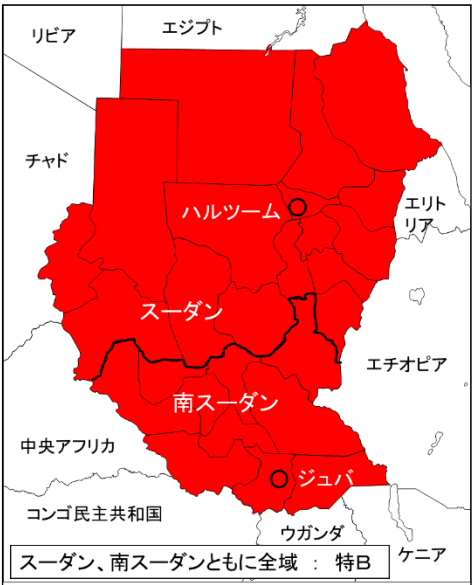 リビア
エジプト
チャド
ハルツーム
エリト
リア
スーダン
エチオピア
南スーダン
中央アフリカ
ジュバ
コンゴ民主共和国
ウガンダ
ケニア
スーダン、南スーダンともに全域 : 特B